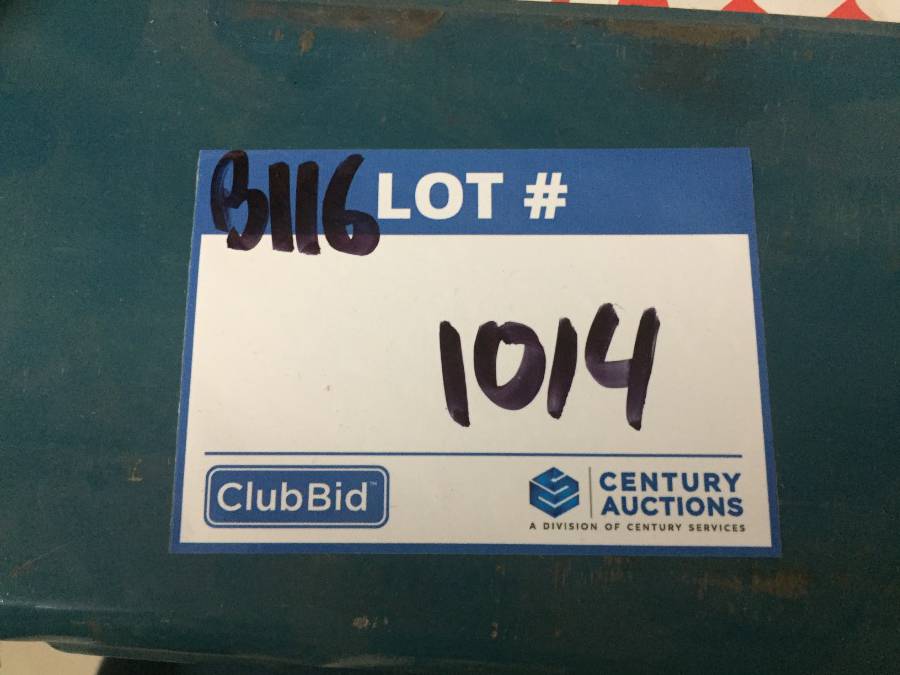 B116 LOT #
1014
ClubBid™
CENTURY
AUCTIONS
A DIVISION OF CENTURY SERVICES